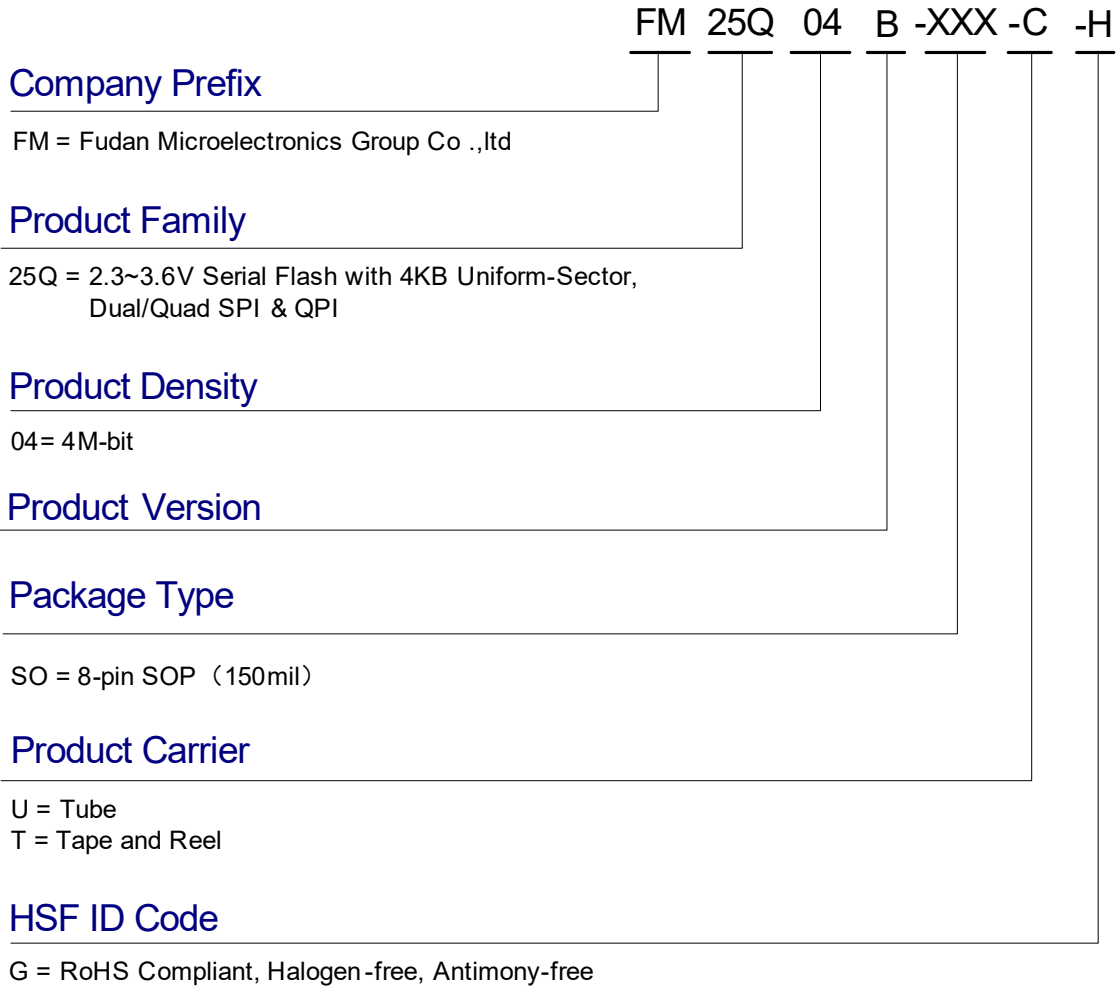 FM 25Q 04 B -XXX -C -H
Company Prefix
FM = Fudan Microelectronics Group Co .,ltd
Product Family
25Q = 2.3~3.6V Serial Flash with 4KB Uniform-Sector,
Dual/Quad SPI & QPI
Product Density
04= 4M-bit
Product Version
Package Type
SO = 8-pin SOP（150mil）
Product Carrier
U = Tube
T = Tape and Reel
HSF ID Code
G = RoHS Compliant, Halogen-free, Antimony-free